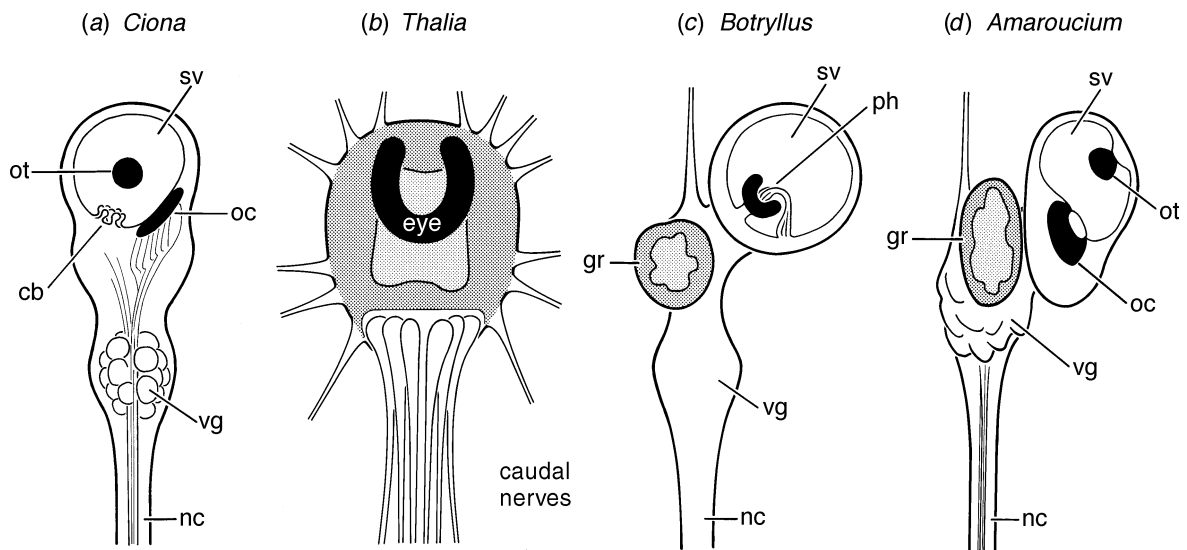 (a) Ciona
(b) Thalia
(c) Botryllus
(d) Amaroucium
sv
ot
oc
cb
vg
nc
eye
caudal
nerves
sv
ph
gr
vg
nc
sv
ot
gr
oc
vg
nc